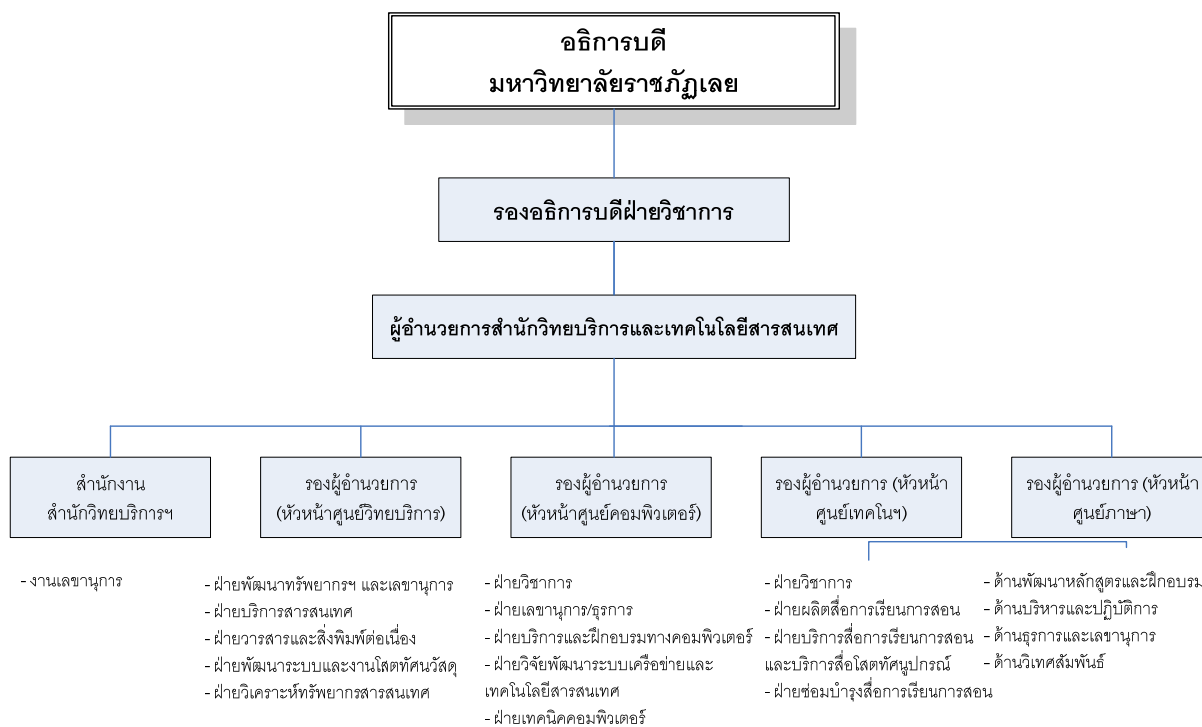 อธิการบดี
มหาวิทยาลัยราชภัฏเลย
รองอธิการบดีฝ่ายวิชาการ
ผู้อำนวยการสำนักวิทยบริการและเทคโนโลยีสารสนเทศ
สำนักงาน
สำนักวิทยบริการฯ
รองผู้อำนวยการ
(หัวหน้าศูนย์วิทยบริการ)
รองผู้อำนวยการ
(หัวหน้าศูนย์คอมพิวเตอร์)
รองผู้อำนวยการ (หัวหน้า
ศูนย์เทคโนฯ)
รองผู้อำนวยการ (หัวหน้า
ศูนย์ภาษา)
- งานเลขานุการ
- ฝ่ายพัฒนาทรัพยากรฯ และเลขานุการ
- ฝ่ายบริการสารสนเทศ
- ฝ่ายวารสารและสิ่งพิมพ์ต่อเนื่อง
- ฝ่ายพัฒนาระบบและงานโสตทัศนวัสดุ
- ฝ่ายวิเคราะห์ทรัพยากรสารสนเทศ
- ฝ่ายวิชาการ
- ฝ่ายเลขานุการ/ธุรการ
- ฝ่ายบริการและฝึกอบรมทางคอมพิวเตอร์
- ฝ่ายวิจัยพัฒนาระบบเครือข่ายและ
เทคโนโลยีสารสนเทศ
- ฝ่ายเทคนิคคอมพิวเตอร์
- ฝ่ายวิชาการ
- ฝ่ายผลิตสื่อการเรียนการสอน
- ฝ่ายบริการสื่อการเรียนการสอน
และบริการสื่อโสตทัศนูปกรณ์
- ฝ่ายซ่อมบำรุงสื่อการเรียนการสอน
- ด้านพัฒนาหลักสูตรและฝึกอบรม
- ด้านบริหารและปฏิบัติการ
- ด้านธุรการและเลขานุการ
- ด้านวิเทศสัมพันธ์